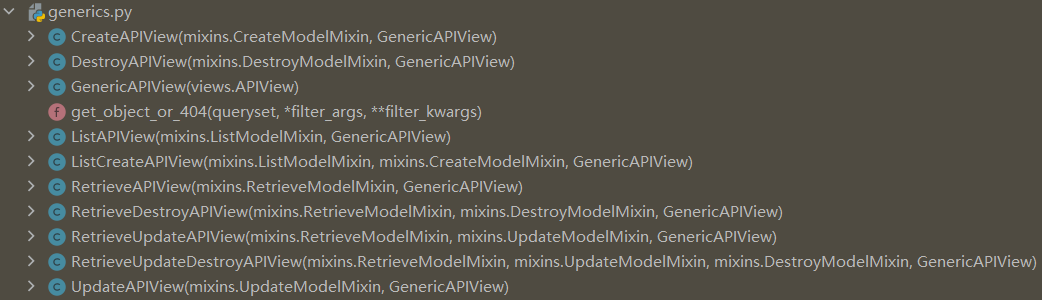 generics.py
C CreateAPIView(mixins.CreateModelMixin, GenericAPIView)
C DestroyAPIView(mixins.DestroyModelMixin, GenericAPIView)
C GenericAPIView(views.APIView)
f get_object_or_404(queryset, *filter_args, **filter_kwargs)
C ListAPIView(mixins.ListModelMixin, GenericAPIView)
C ListCreateAPIView(mixins.ListModelMixin, mixins.CreateModelMixin, GenericAPIView)
C RetrieveAPIView(mixins.RetrieveModelMixin, GenericAPIView)
C RetrieveDestroyAPIView(mixins.RetrieveModelMixin, mixins.DestroyModelMixin, GenericAPIView)
C RetrieveUpdateAPIView(mixins.RetrieveModelMixin, mixins.UpdateModelMixin, GenericAPIView)
C RetrieveUpdateDestroyAPIView(mixins.RetrieveModelMixin, mixins.UpdateModelMixin, mixins.DestroyModelMixin, GenericAPIView)
C UpdateAPIView(mixins.UpdateModelMixin, GenericAPIView)